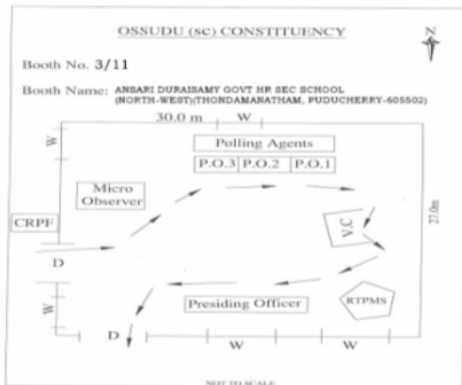 OSSUDU (SC) CONSTITUENCY
N
Booth No. 3/11
Booth Name: ANSARI DURAISAMY GOVT HR SEC SCHOOL
(NORTH-WEST)(THONDAMANATHAM, PUDUCHERRY-605502)
30.0 m W
W
Polling Agents
P.O.3 P.O.2 P.O.1
Micro
Observer
CRPF
V.C
27.0m
D
W
Presiding Officer
RTPMS
D
W W
NOT TO SCALE